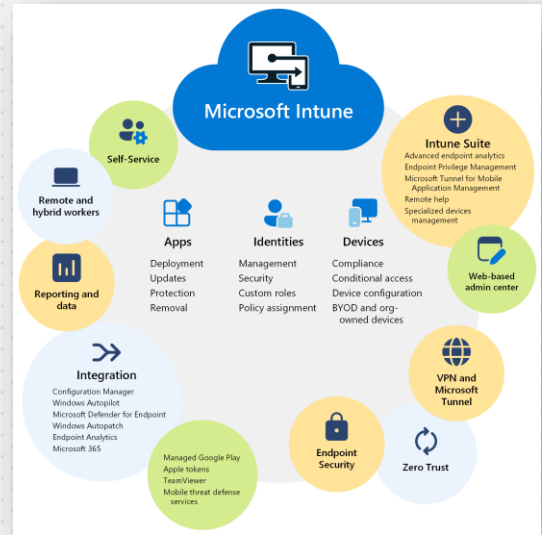 Microsoft Intune
Self-Service
Remote and
hybrid workers
Reporting and
data
Integration
Configuration Manager
Windows Autopilot
Microsoft Defender for Endpoint
Windows Autopatch
Endpoint Analytics
Microsoft 365
Managed Google Play
Apple tokens
TeamViewer
Mobile threat defense
services
Apps
Deployment
Updates
Protection
Removal
Identities
Management
Security
Custom roles
Policy assignment
Devices
Compliance
Conditional access
Device configuration
BYOD and org-
owned devices
Intune Suite
Advanced endpoint analytics
Endpoint Privilege Management
Microsoft Tunnel for Mobile
Application Management
Remote help
Specialized devices
management
Web-based
admin center
VPN and
Microsoft
Tunnel
Zero Trust
Endpoint
Security